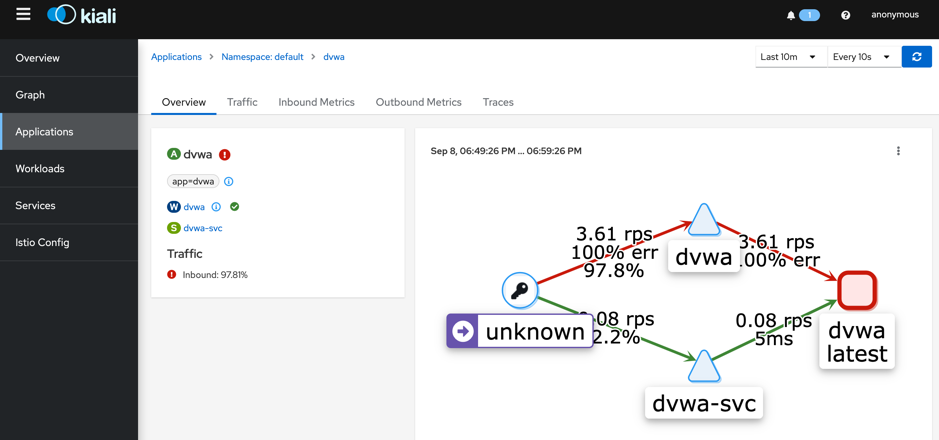 kiali
1
anonymous
Overview
Graph
Applications
Workloads
Services
Istio Config
Applications > Namespace: default > dvwa
Last 10m
Every 10s
Overview
Traffic
Inbound Metrics
Outbound Metrics
Traces
A dvwa
app=dvwa
W dvwa
S dvwa-svc
Traffic
Inbound: 97.81%
Sep 8, 06:49:26 PM ... 06:59:26 PM
3.61 rps
100% err
97.8%
dvwa
3.61 rps
100% err
unknown
0.08 rps
2.2%
0.08 rps
5ms
dvwa
latest
dvwa-svc